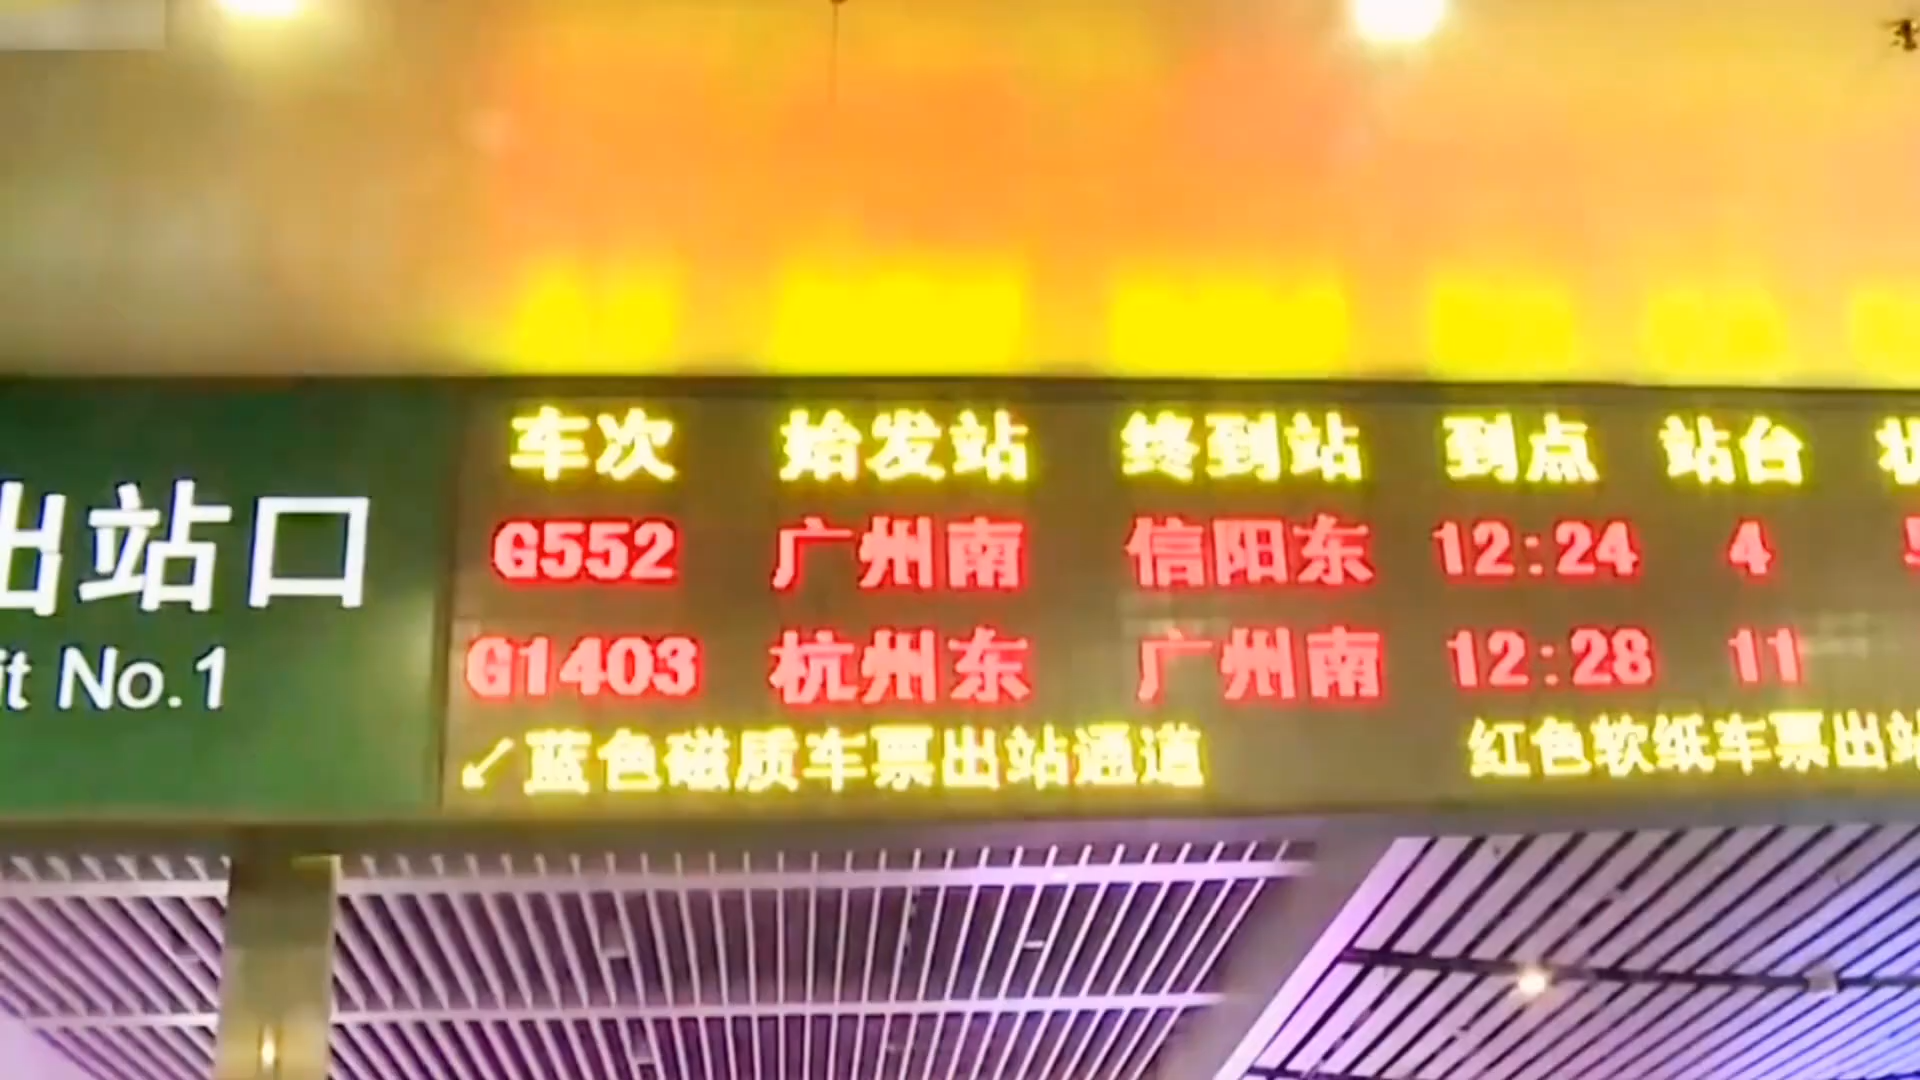 出站口
it No.1
车次 始发站 终到站 到点 站台 状
G552 广州南 信阳东 12:24 4
G1403 杭州东 广州南 12:28 11
↙蓝色磁质车票出站通道 红色软纸车票出站